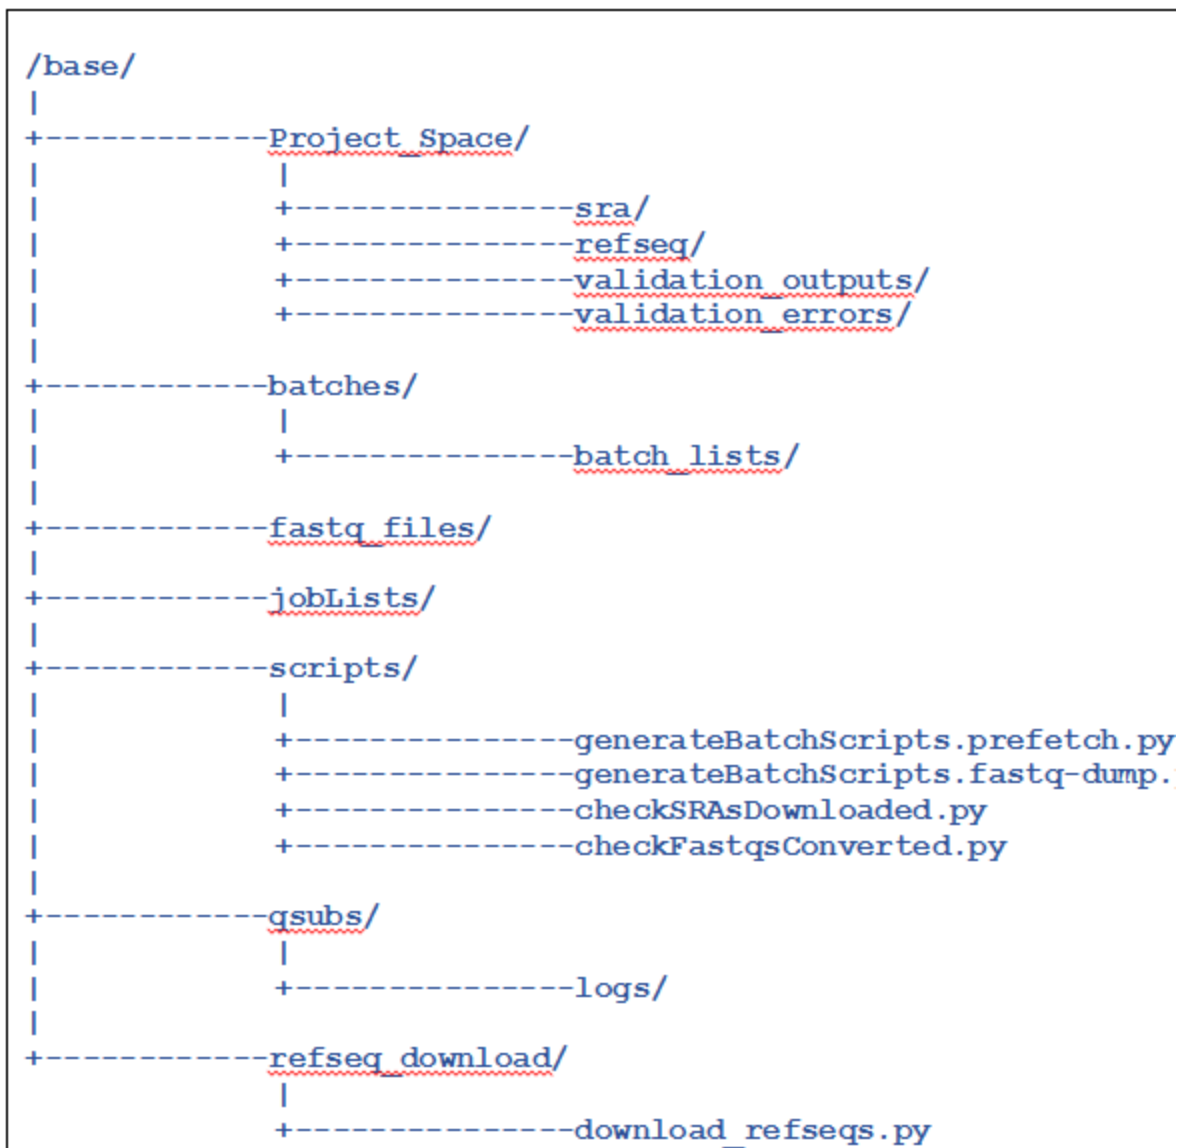 /base/
|
+------------Project_Space/
|            |
|            +---------------sra/
|            +---------------refseq/
|            +---------------validation_outputs/
|            +---------------validation_errors/
|
+------------batches/
|            |
|            +---------------batch_lists/
|
+------------fastq_files/
|
+------------jobLists/
|
+------------scripts/
|            |
|            +---------------generateBatchScripts.prefetch.py
|            +---------------generateBatchScripts.fastq-dump.
|            +---------------checkSRAsDownloaded.py
|            +---------------checkFastqsConverted.py
|
+------------qsubs/
|            |
|            +---------------logs/
|
+------------refseq_download/
             |
             +---------------download_refseqs.py